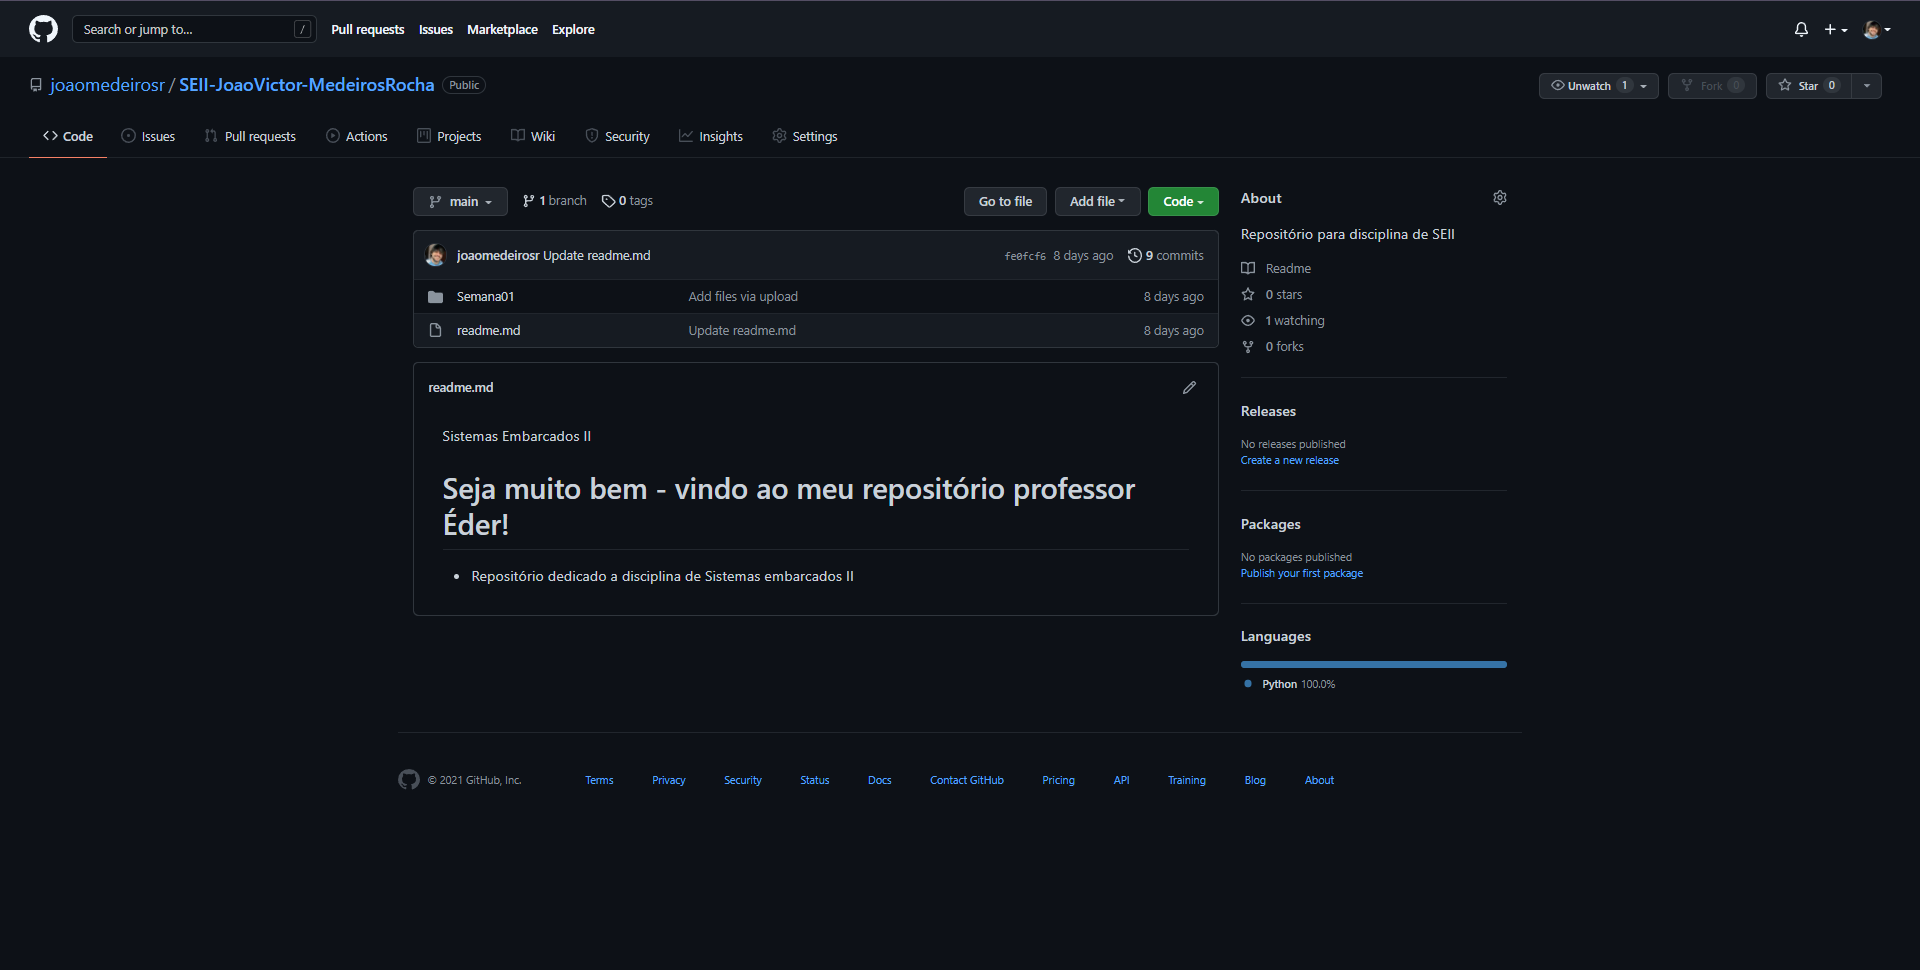 Search or jump to... /
Pull requests Issues Marketplace Explore
joaomedeirosr / SEII-JoaoVictor-MedeirosRocha Public
Unwatch 1 Fork 0 Star 0
Code Issues Pull requests Actions Projects Wiki Security Insights Settings
main 1 branch 0 tags Go to file Add file Code
joaomedeirosr Update readme.md fe0fcf6 8 days ago 9 commits
Semana01 Add files via upload 8 days ago
readme.md Update readme.md 8 days ago
readme.md
Sistemas Embarcados II
Seja muito bem - vindo ao meu repositório professor
Éder!
• Repositório dedicado a disciplina de Sistemas embarcados II
About
Repositório para disciplina de SEII
Readme
0 stars
1 watching
0 forks
Releases
No releases published
Create a new release
Packages
No packages published
Publish your first package
Languages
Python 100.0%
© 2021 GitHub, Inc. Terms Privacy Security Status Docs Contact GitHub Pricing API Training Blog About